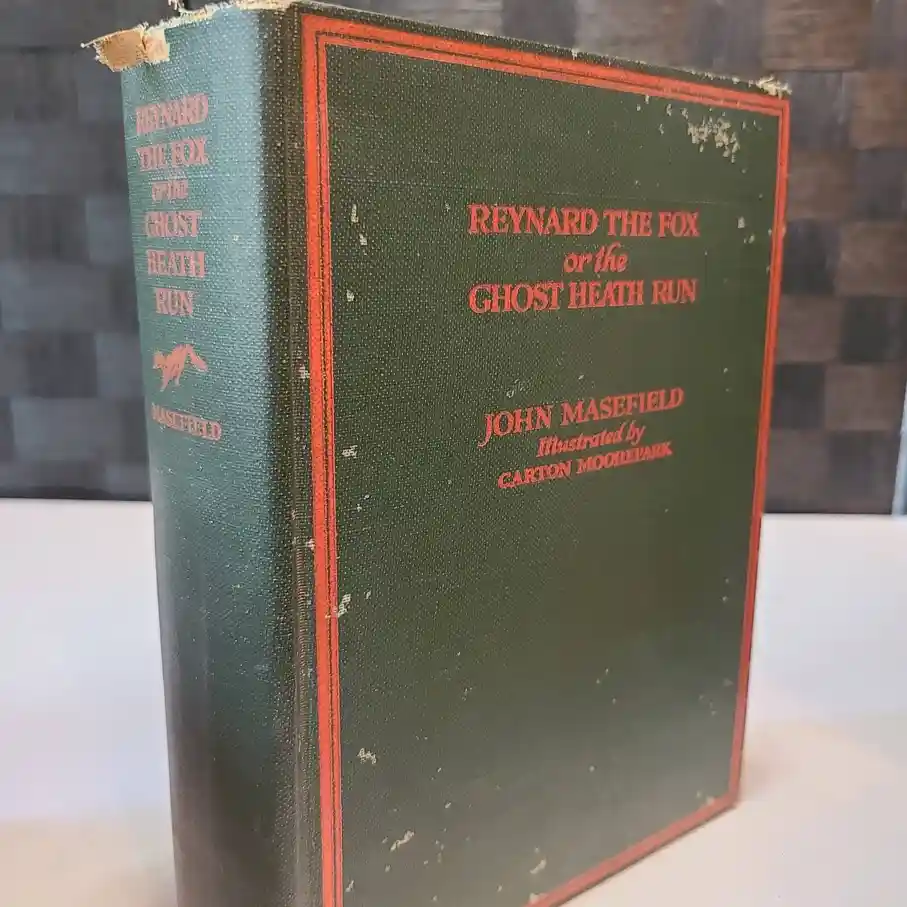 REYNARD
THE FOX
OR THE
GHOST
HEATH
RUN
MASEFIELD
REYNARD THE FOX
or the
GHOST HEATH RUN
JOHN MASEFIELD
Illustrated by
CARTON MOOREPARK